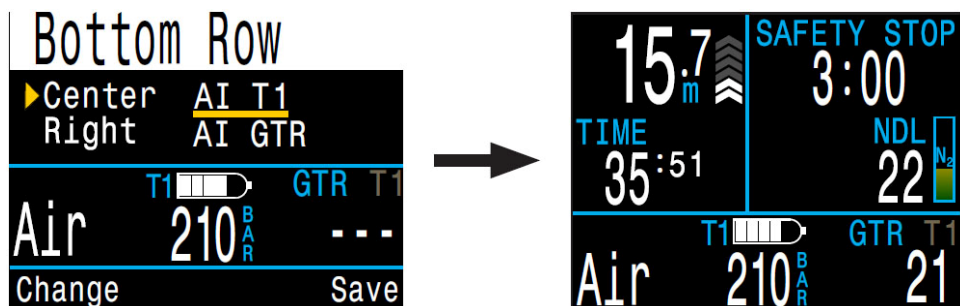 Bottom Row
Center AI T1
Right AI GTR
T1 GTR T1
Air 210 BAR ---
Change Save
15.7 m SAFETY STOP
3:00
TIME NDL N2
35:51 22
T1 GTR T1
Air 210 BAR 21